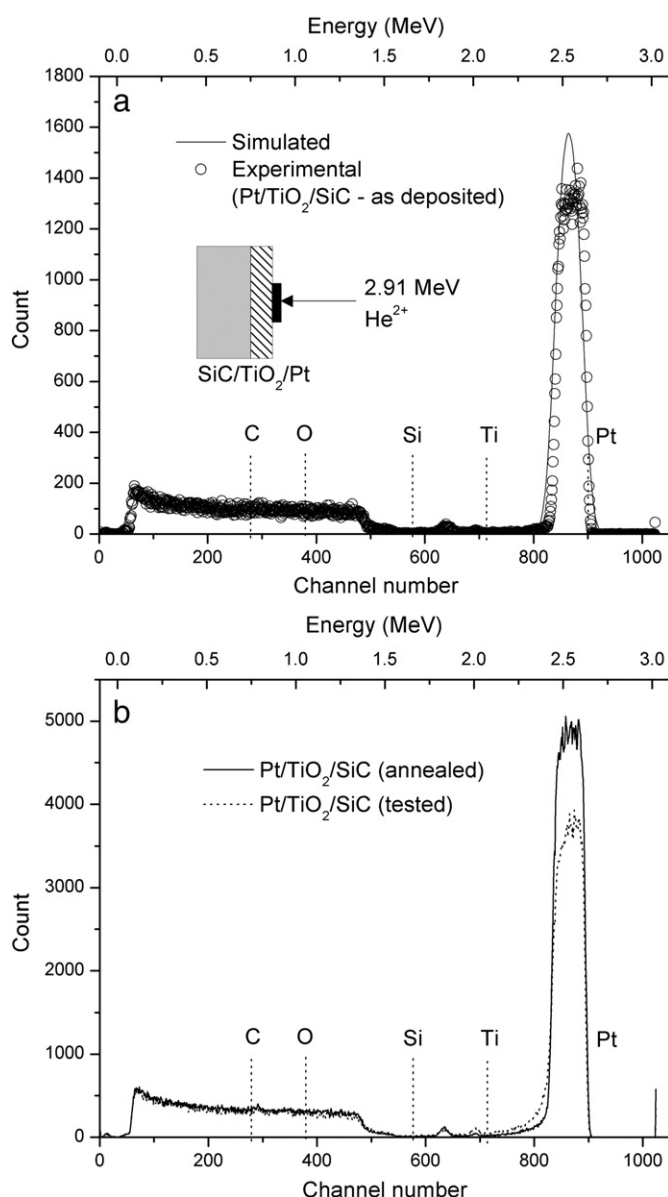 Energy (MeV)
0.0 0.5 1.0 1.5 2.0 2.5 3.0
a
1800
1600
1400
1200
1000
800
600
400
200
0
Count
Simulated
Experimental
(Pt/TiO₂/SiC - as deposited)
2.91 MeV
He²⁺
SiC/TiO₂/Pt
C O Si Ti Pt
0 200 400 600 800 1000
Channel number
Energy (MeV)
0.0 0.5 1.0 1.5 2.0 2.5 3.0
b
5000
4000
3000
2000
1000
0
Count
Pt/TiO₂/SiC (annealed)
Pt/TiO₂/SiC (tested)
C O Si Ti Pt
0 200 400 600 800 1000
Channel number